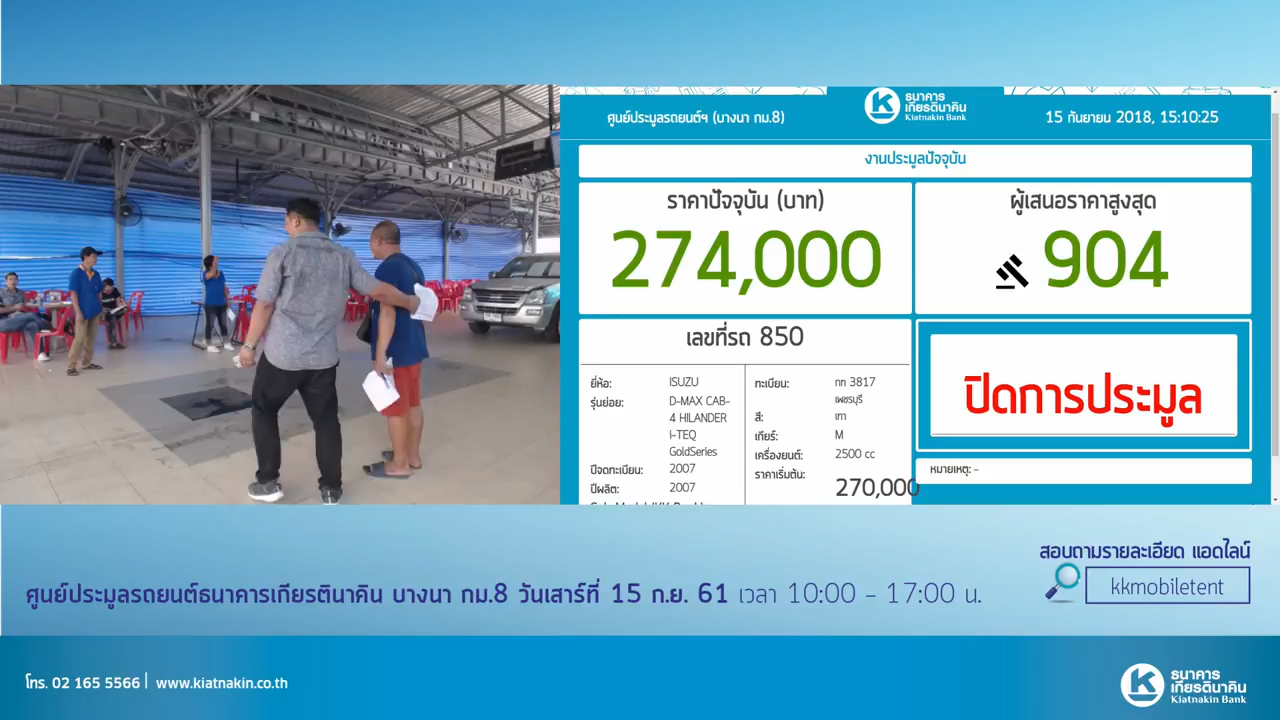 ศูนย์ประมูลรถยนต์ฯ (บางนา กม.8)
ธนาคาร
เกียรตินาคิน
Kiatnakin Bank
15 กันยายน 2018, 15:10:25
งานประมูลปัจจุบัน
ราคาปัจจุบัน (บาท)
274,000
ผู้เสนอราคาสูงสุด
904
เลขที่รถ 850
ยี่ห้อ: ISUZU
รุ่นย่อย: D-MAX CAB-
4 HILANDER
i-TEQ
GoldSeries
ปีจดทะเบียน: 2007
ปีผลิต: 2007
ทะเบียน: กท 3817
เพชรบุรี
สี: เทา
เกียร์: M
เครื่องยนต์: 2500 cc
ราคาเริ่มต้น:
270,000
ปิดการประมูล
หมายเหตุ: -
สอบถามรายละเอียด แอดไลน์
kkmobiletent
ศูนย์ประมูลรถยนต์ธนาคารเกียรตินาคิน บางนา กม.8 วันเสาร์ที่ 15 ก.ย. 61 เวลา 10:00 - 17:00 น.
โทร. 02 165 5566 | www.kiatnakin.co.th
ธนาคาร
เกียรตินาคิน
Kiatnakin Bank